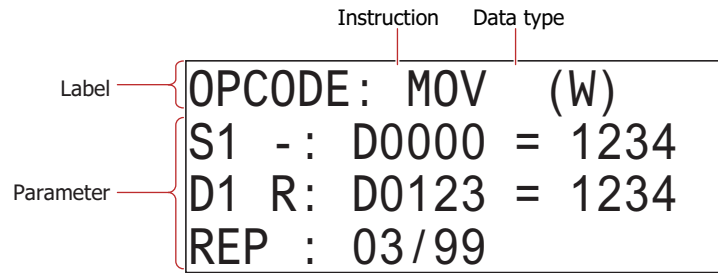 Instruction Data type
Label
OPCODE: MOV (W)
S1 -: D0000 = 1234
Parameter
D1 R: D0123 = 1234
REP : 03/99